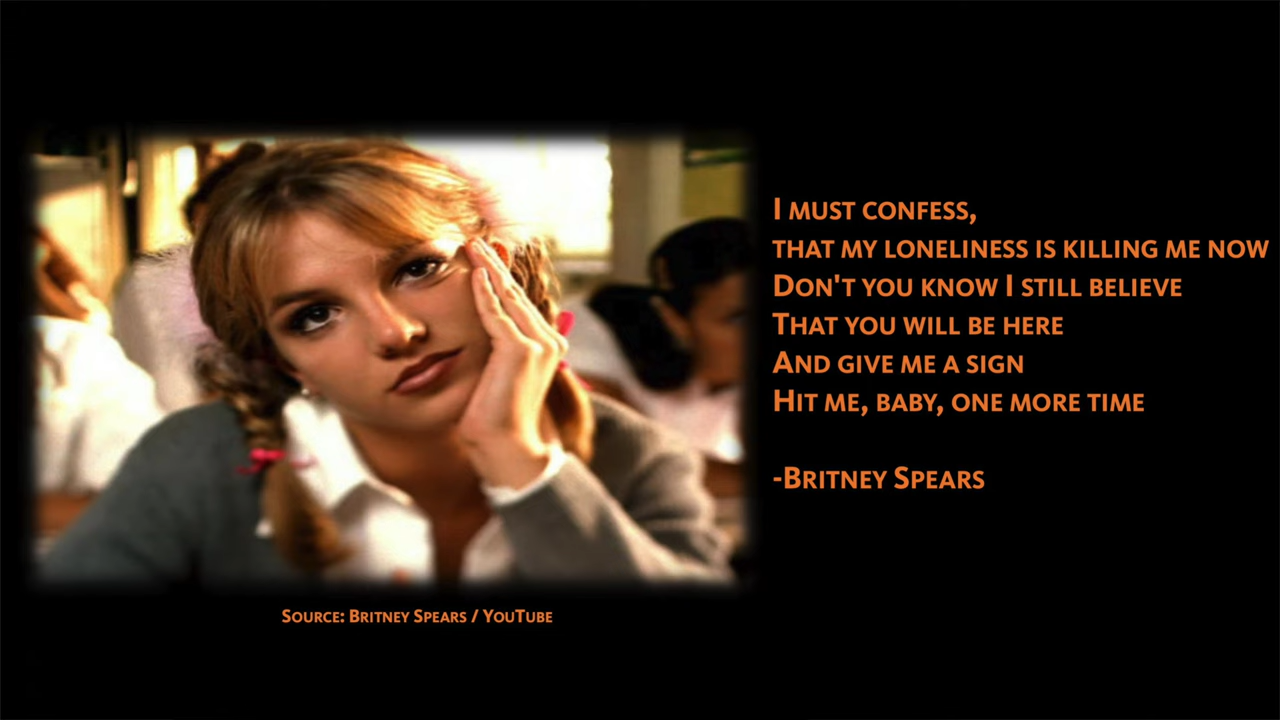 I MUST CONFESS,
THAT MY LONELINESS IS KILLING ME NOW
DON'T YOU KNOW I STILL BELIEVE
THAT YOU WILL BE HERE
AND GIVE ME A SIGN
HIT ME, BABY, ONE MORE TIME
-BRITNEY SPEARS
SOURCE: BRITNEY SPEARS / YOUTUBE